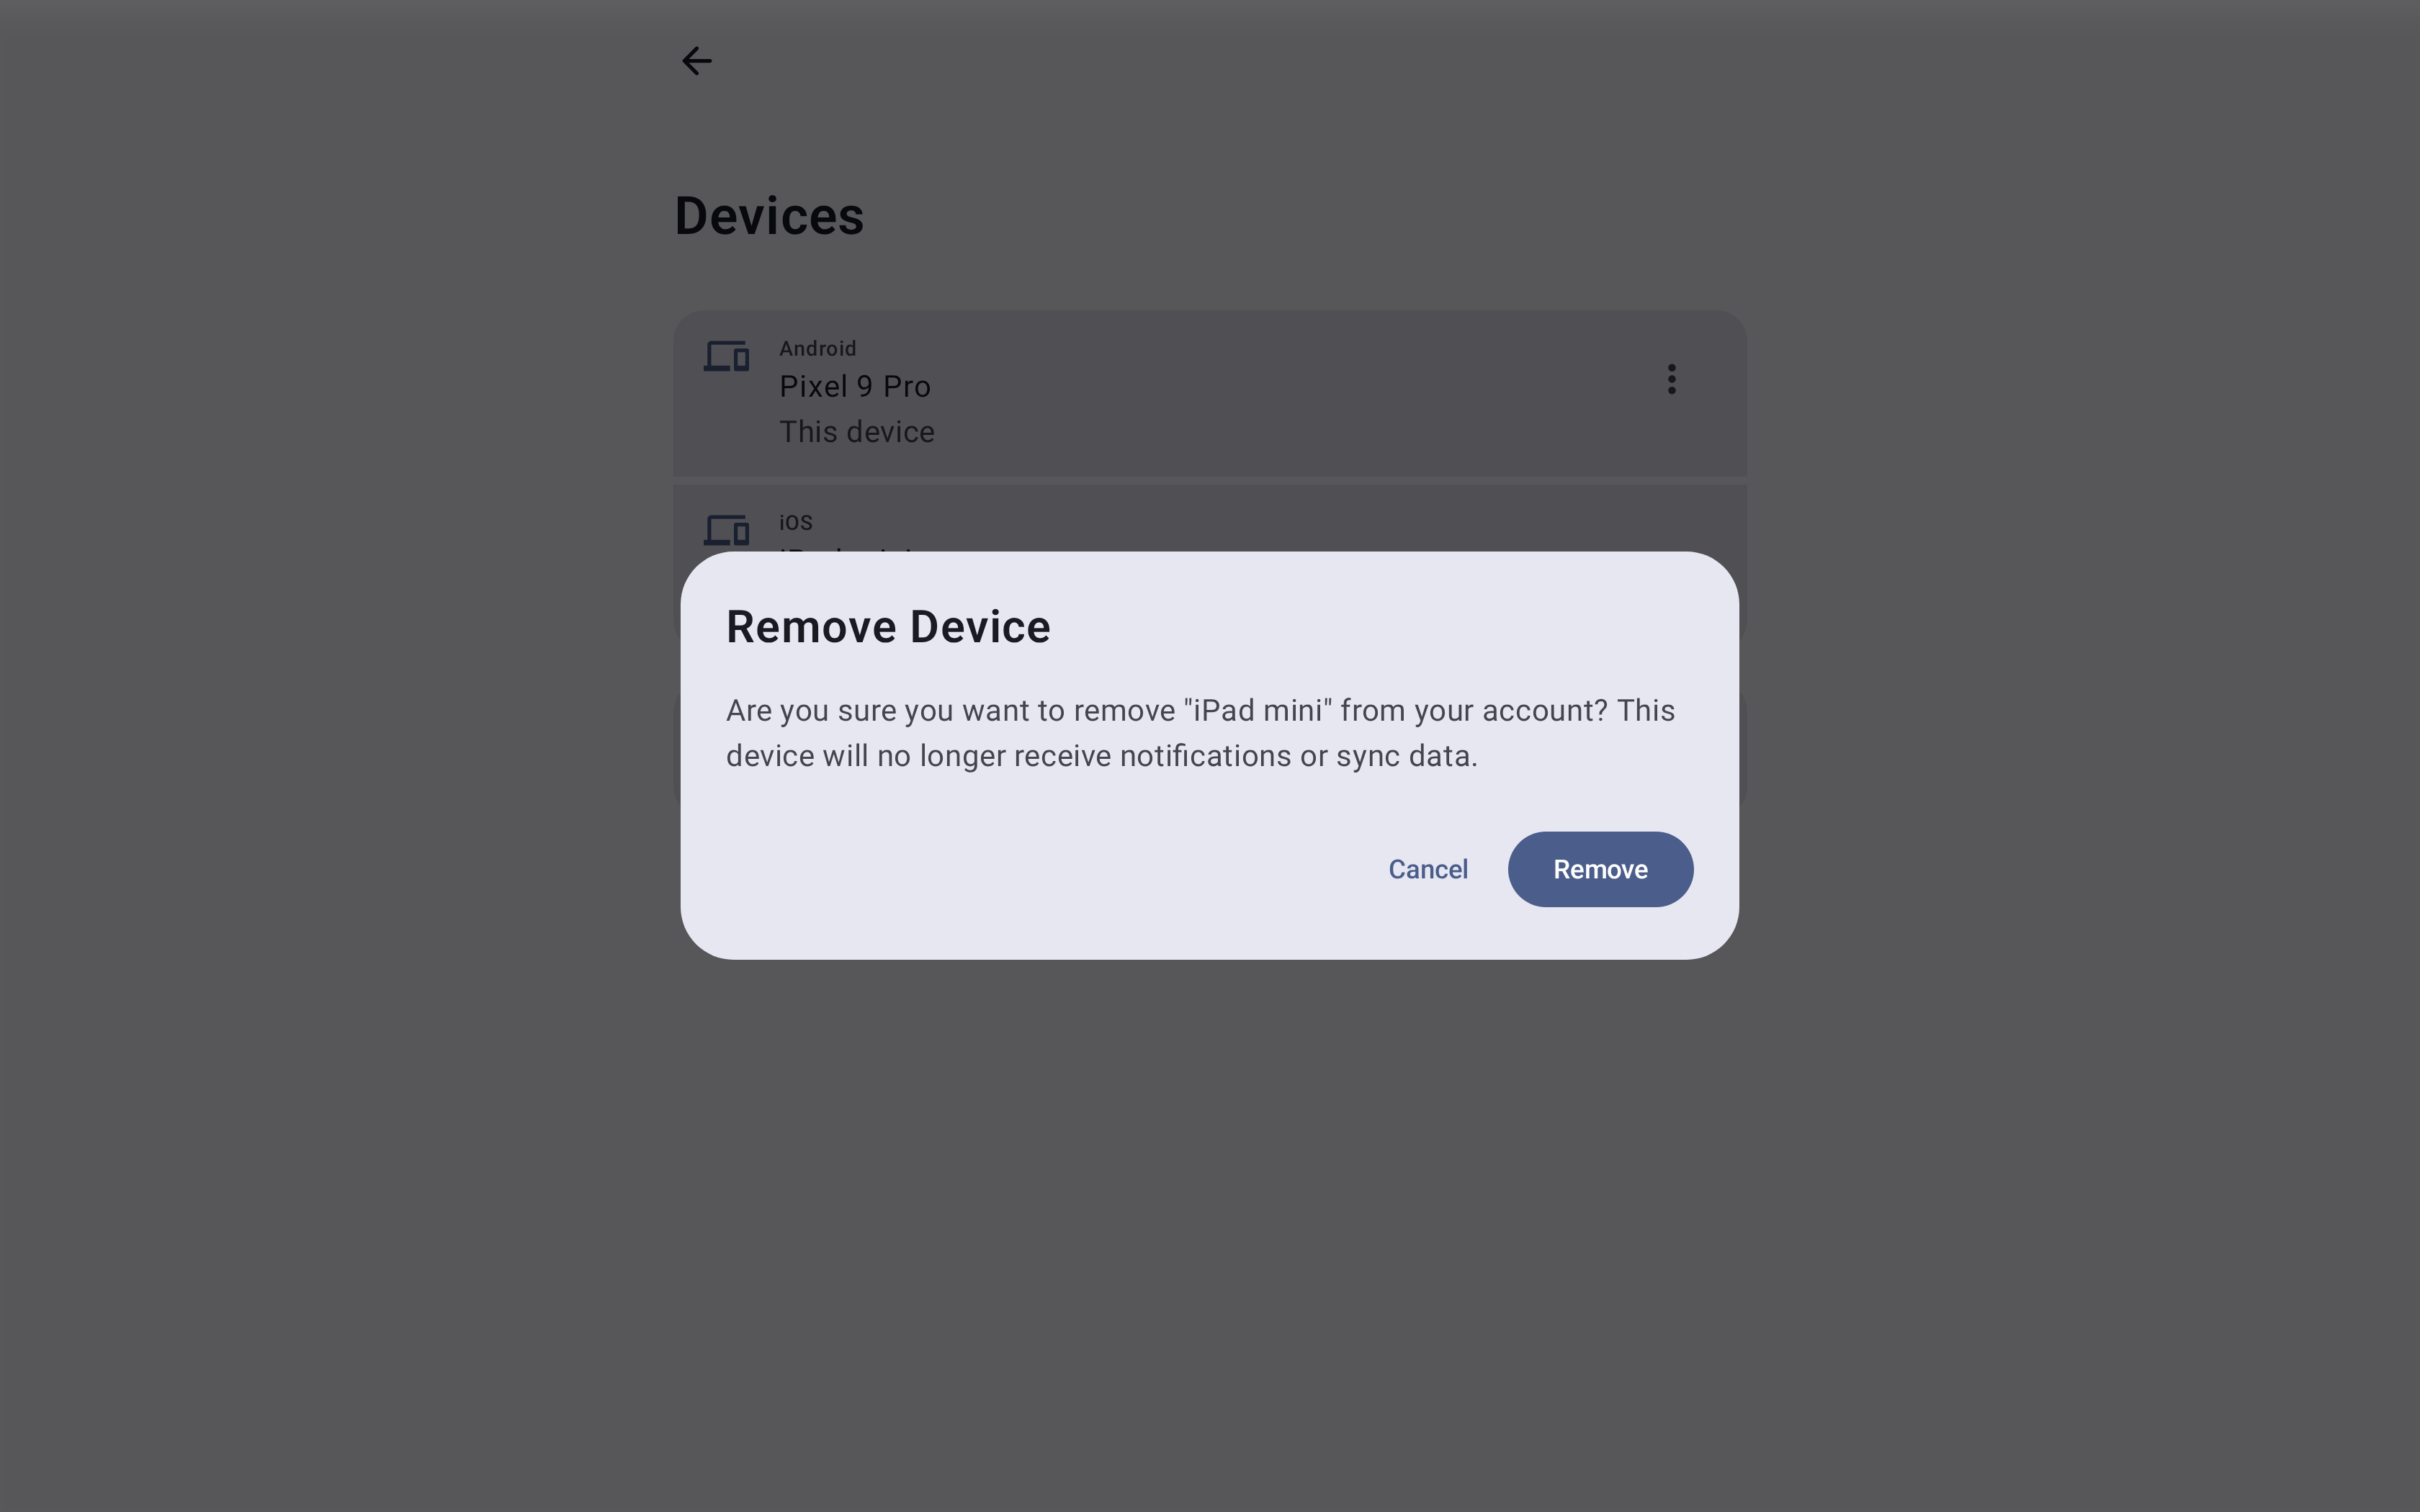 Devices
Android
Pixel 9 Pro
This device
iOS
Remove Device
Are you sure you want to remove "iPad mini" from your account? This
device will no longer receive notifications or sync data.
Cancel
Remove